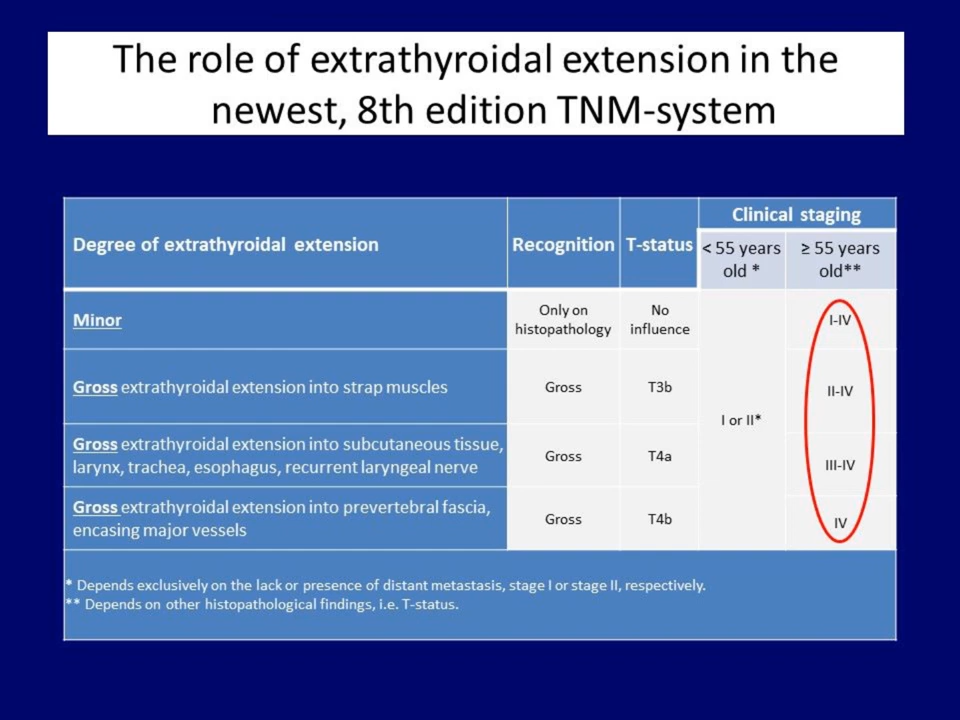 The role of extrathyroidal extension in the
newest, 8th edition TNM-system
Clinical staging
Degree of extrathyroidal extension
Recognition
T-status
< 55 years
old *
≥ 55 years
old**
Minor
Only on
histopathology
No
influence
I-IV
Gross extrathyroidal extension into strap muscles
Gross
T3b
II-IV
I or II*
Gross extrathyroidal extension into subcutaneous tissue,
larynx, trachea, esophagus, recurrent laryngeal nerve
Gross
T4a
III-IV
Gross extrathyroidal extension into prevertebral fascia,
encasing major vessels
Gross
T4b
IV
* Depends exclusively on the lack or presence of distant metastasis, stage I or stage II, respectively.
** Depends on other histopathological findings, i.e. T-status.